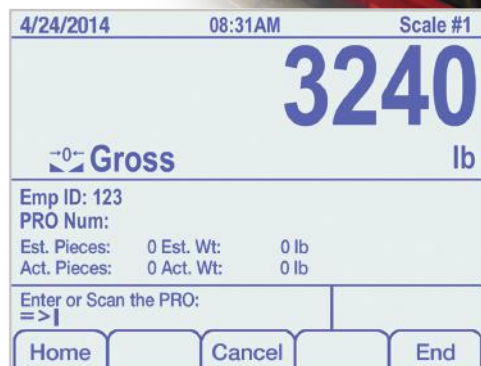 4/24/2014 08:31AM Scale #1
3240
→0← Gross lb
Emp ID: 123
PRO Num:
Est. Pieces: 0 Est. Wt: 0 lb
Act. Pieces: 0 Act. Wt: 0 lb
Enter or Scan the PRO:
=>
Home Cancel End